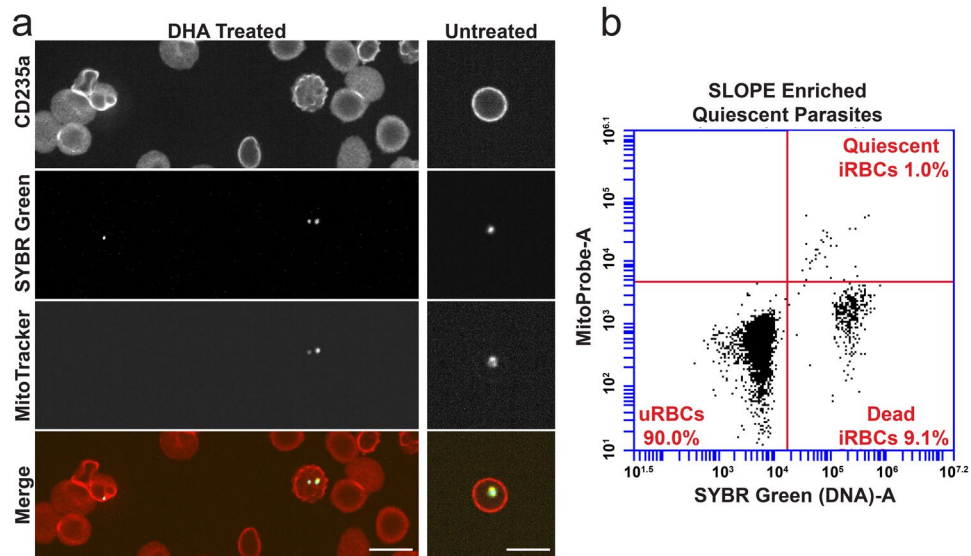 a
DHA Treated
Untreated
CD235a
SYBR Green
MitoTracker
Merge
b
SLOPE Enriched
Quiescent Parasites
Quiescent
iRBCs 1.0%
uRBCs
90.0%
Dead
iRBCs 9.1%
MitoProbe-A
10^6.1
10^5
10^4
10^3
10^2
10^1
10^1.5
10^3
10^4
10^5
10^6
10^7.2
SYBR Green (DNA)-A